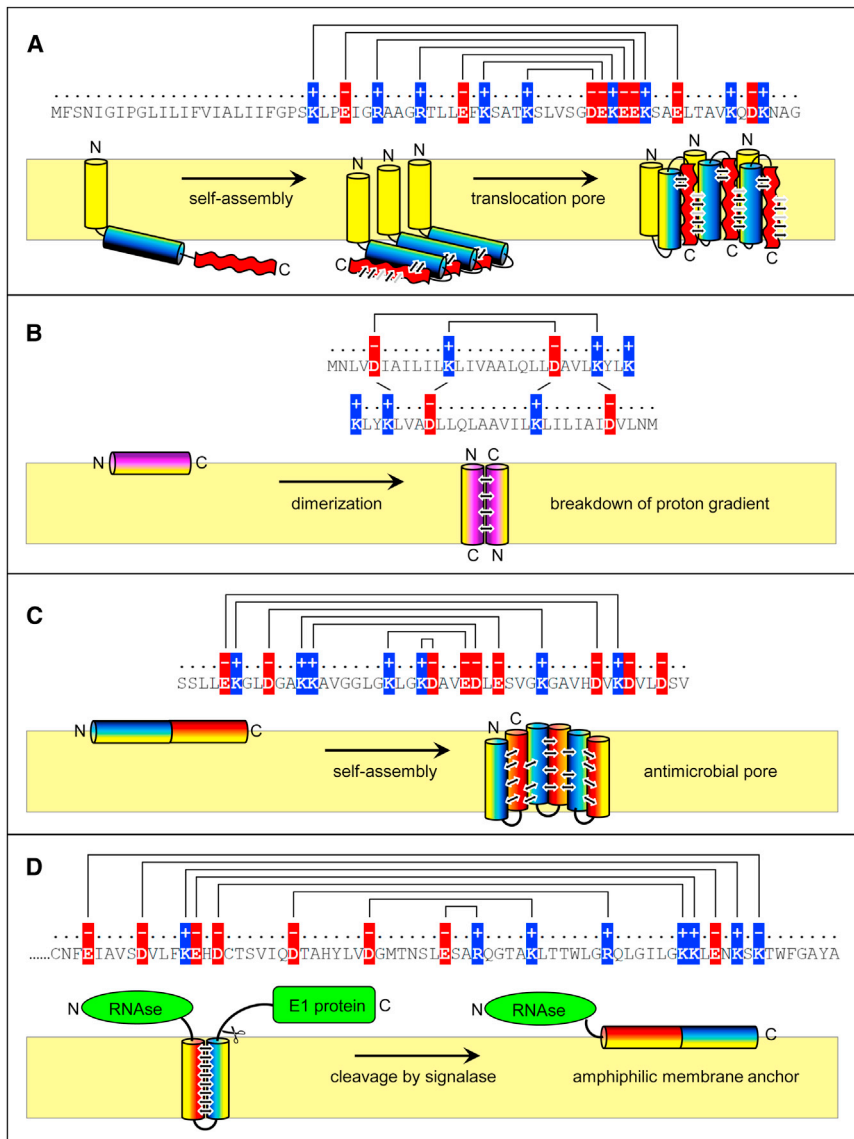 A
+ − + + − + + − − + − − + − + − +
MFSNIGIPGLILIFVIALIIFGPSKLPEIGRAAGRTLLEFKSATKSLVSGDEKEEKSAELTAVKQDKNAG
N
self-assembly
C
N N N
C
translocation pore
N N N
C C C
B
− + − + +
MNLVDIAILILKLIVAALQLLDAVLKYLK
+ + − + −
KLYKLVADLLQLAAVILKLILIAIDVLNM
N C
dimerization
N C
C N
breakdown of proton gradient
C
− + − + + + + − − − − + − + − −
SSLLEKGLDGAKKAVGGLGKLGKDAVEDLESVGKGAVHDVKDVLDSV
N C
self-assembly
N C
antimicrobial pore
D
− − + − − − − − + + + + + − + −
......CNFEIAVSDVLFKEHDCTSVIQDTAHYLVDGMTNSLESARQGTAKLTTWLGRQLGILGKKLENKSKTWFGAYA
N RNAse E1 protein C
cleavage by signalase
N RNAse C
amphiphilic membrane anchor